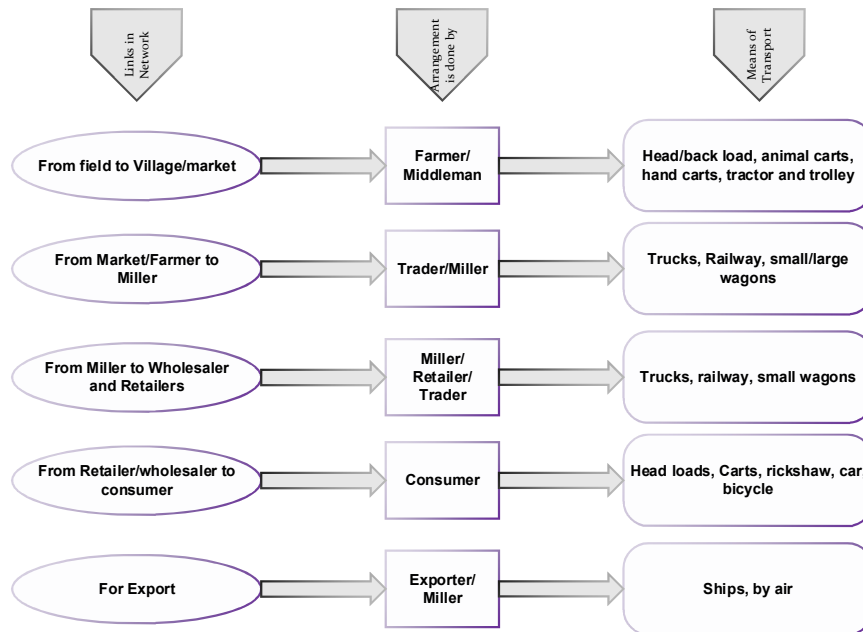 Links in
Network
Arrangement
is done by
Means of
Transport
From field to Village/market
Farmer/
Middleman
Head/back load, animal carts,
hand carts, tractor and trolley
From Market/Farmer to
Miller
Trader/Miller
Trucks, Railway, small/large
wagons
From Miller to Wholesaler
and Retailers
Miller/
Retailer/
Trader
Trucks, railway, small wagons
From Retailer/wholesaler to
consumer
Consumer
Head loads, Carts, rickshaw, car
bicycle
For Export
Exporter/
Miller
Ships, by air